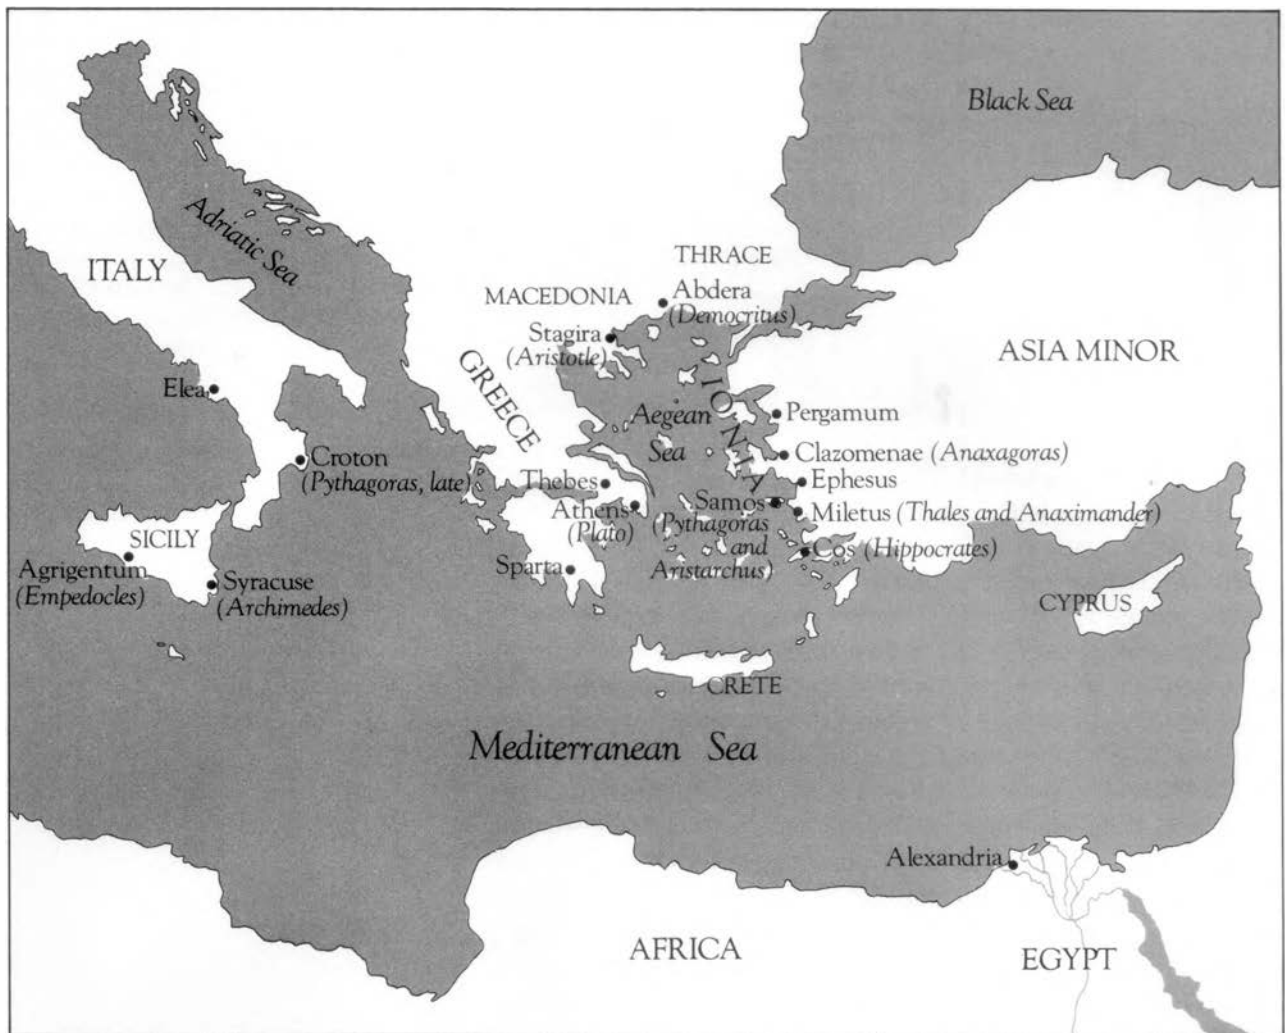 Black Sea
Adriatic Sea
THRACE
ITALY
MACEDONIA
Abdera
(Democritus)
Stagira
(Aristotle)
ASIA MINOR
GREECE
IONIA
Elea
Aegean
Sea
Pergamum
Croton
(Pythagoras, late)
Clazomenae (Anaxagoras)
Thebes
Ephesus
Athens
(Plato)
Samos
(Pythagoras
and
Aristarchus)
Miletus (Thales and Anaximander)
SICILY
Cos (Hippocrates)
Agrigentum
(Empedocles)
Syracuse
(Archimedes)
Sparta
CYPRUS
CRETE
Mediterranean Sea
Alexandria
AFRICA
EGYPT